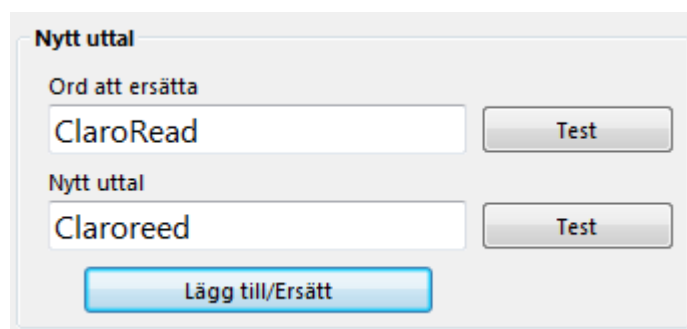 Nytt uttal
Ord att ersätta
ClaroRead Test
Nytt uttal
Claroreed Test
Lägg till/Ersätt